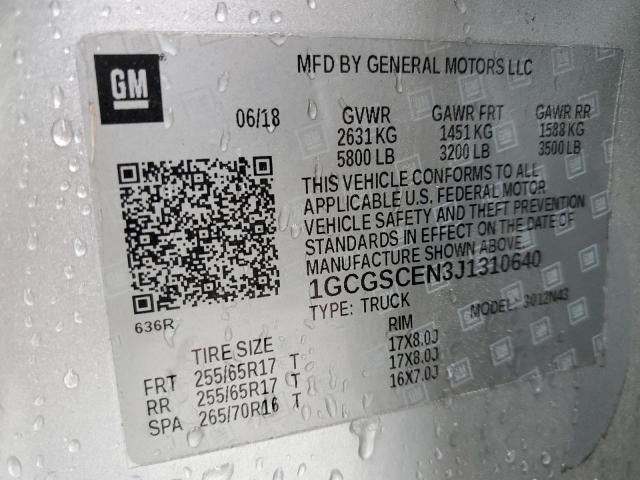 GM
MFD BY GENERAL MOTORS LLC
06/18 GVWR GAWR FRT GAWR RR
2631 KG 1451 KG 1588 KG
5800 LB 3200 LB 3500 LB
THIS VEHICLE CONFORMS TO ALL
APPLICABLE U.S. FEDERAL MOTOR
VEHICLE SAFETY AND THEFT PREVENTION
STANDARDS IN EFFECT ON THE DATE OF
MANUFACTURE SHOWN ABOVE.
1GCGSCEN3J1310640
TYPE: TRUCK MODEL: 3012N43
636R
TIRE SIZE RIM
FRT 255/65R17 T 17X8.0J
RR 255/65R17 T 17X8.0J
SPA 265/70R16 T 16X7.0J